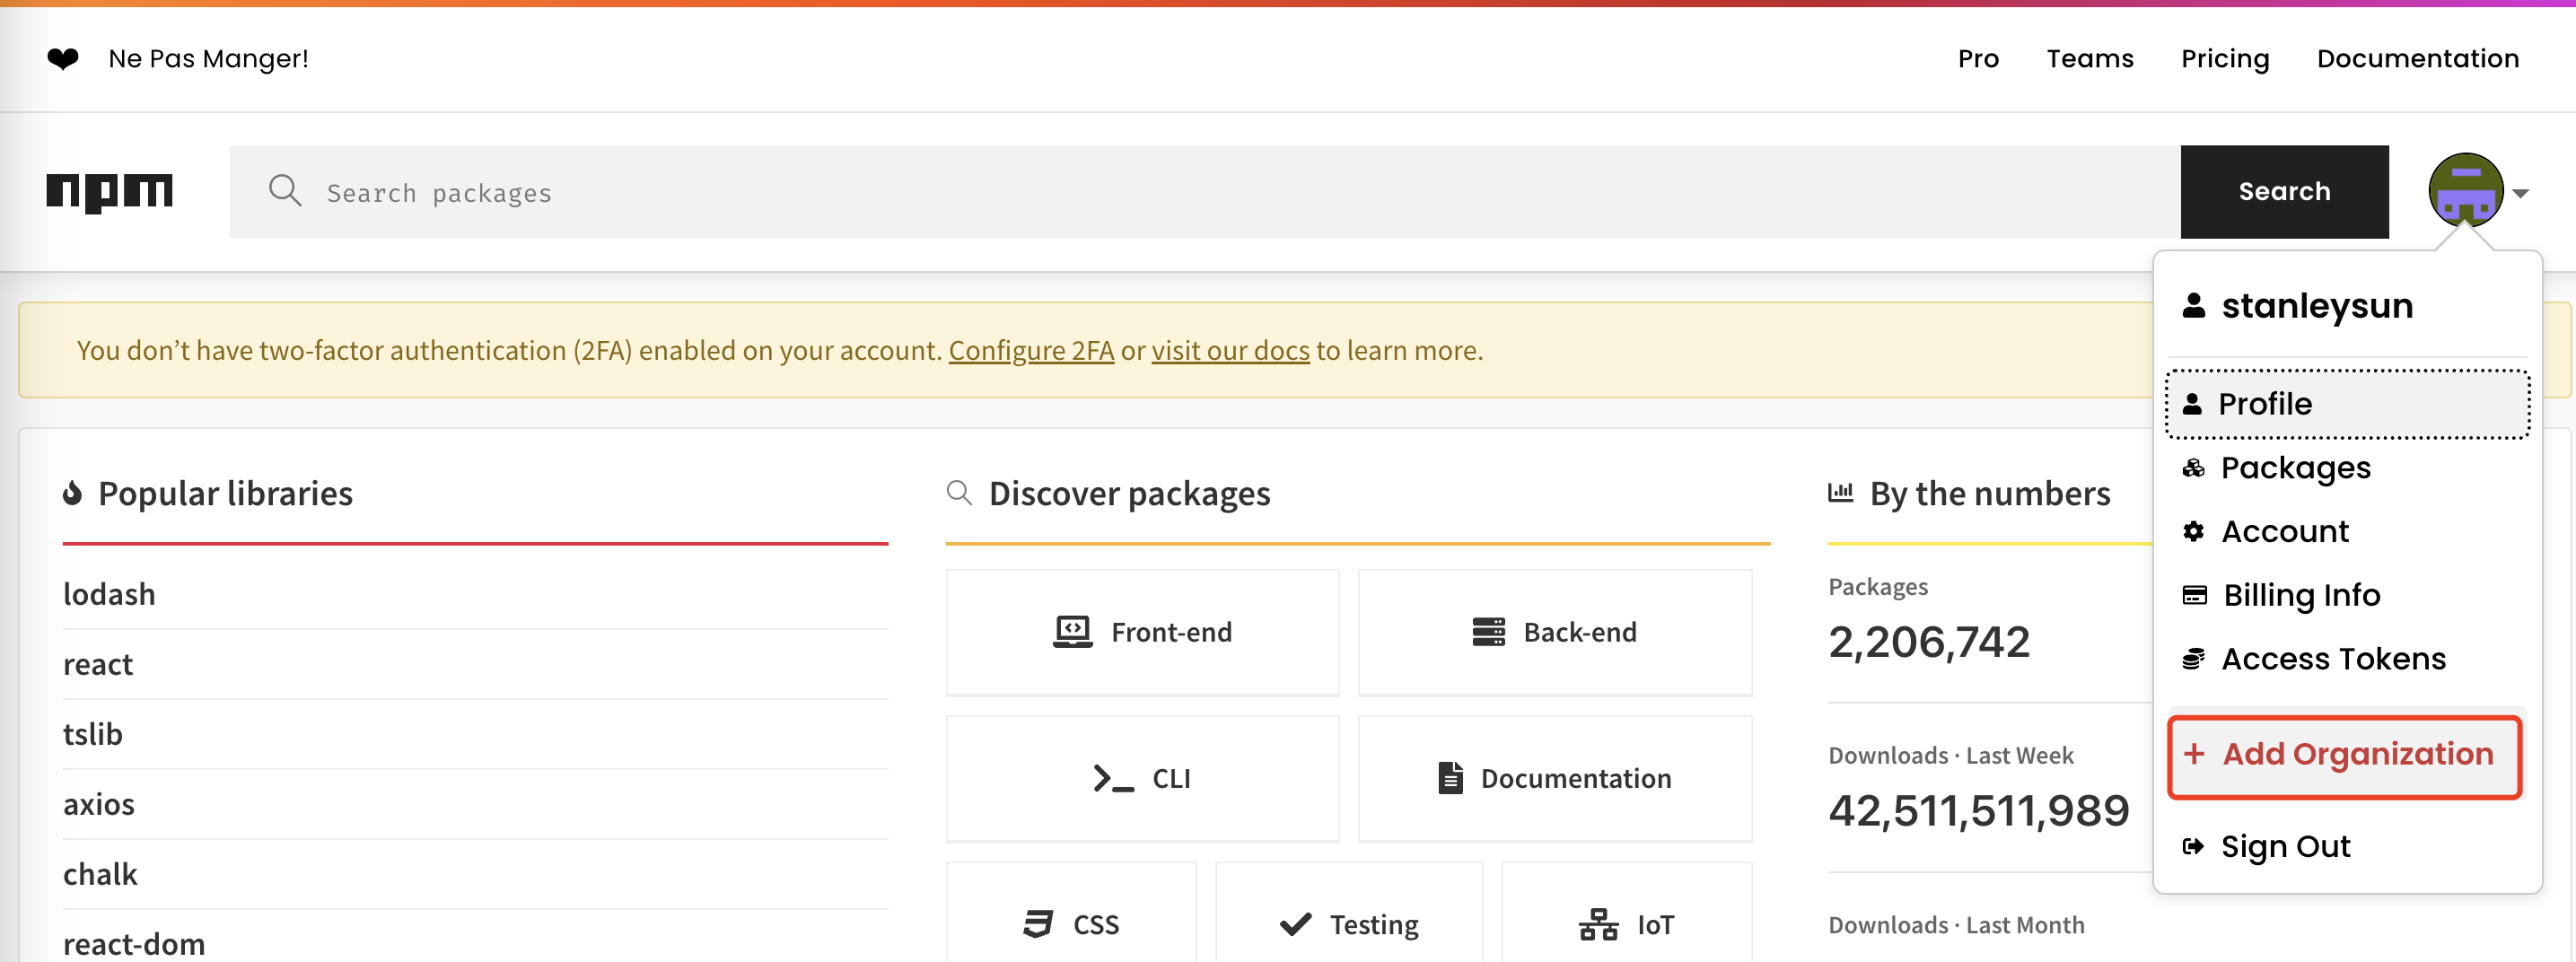 Ne Pas Manger!
Pro Teams Pricing Documentation
npm
Search packages
Search
You don’t have two-factor authentication (2FA) enabled on your account. Configure 2FA or visit our docs to learn more.
stanleysun
Profile
Packages
Account
Billing Info
Access Tokens
+ Add Organization
Sign Out
Popular libraries
lodash
react
tslib
axios
chalk
react-dom
Discover packages
Front-end
Back-end
CLI
Documentation
CSS
Testing
IoT
By the numbers
Packages
2,206,742
Downloads · Last Week
42,511,511,989
Downloads · Last Month